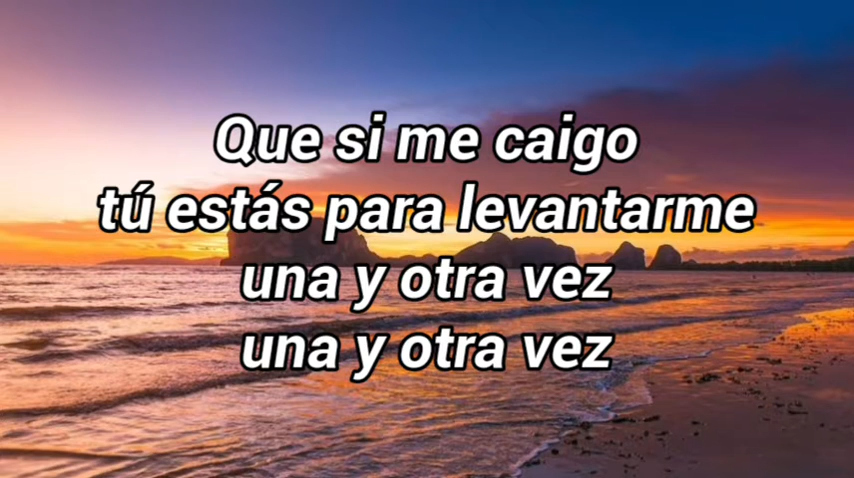 Que si me caigo
tú estás para levantarme
una y otra vez
una y otra vez